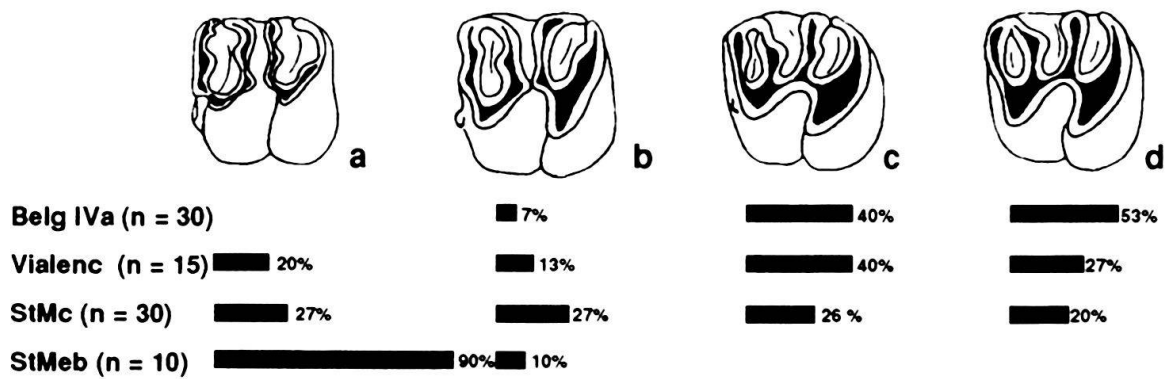 a b c d
Belg IVa (n = 30) 7% 40% 53%
Vialenc (n = 15) 20% 13% 40% 27%
StMc (n = 30) 27% 27% 26 % 20%
StMeb (n = 10) 90% 10%